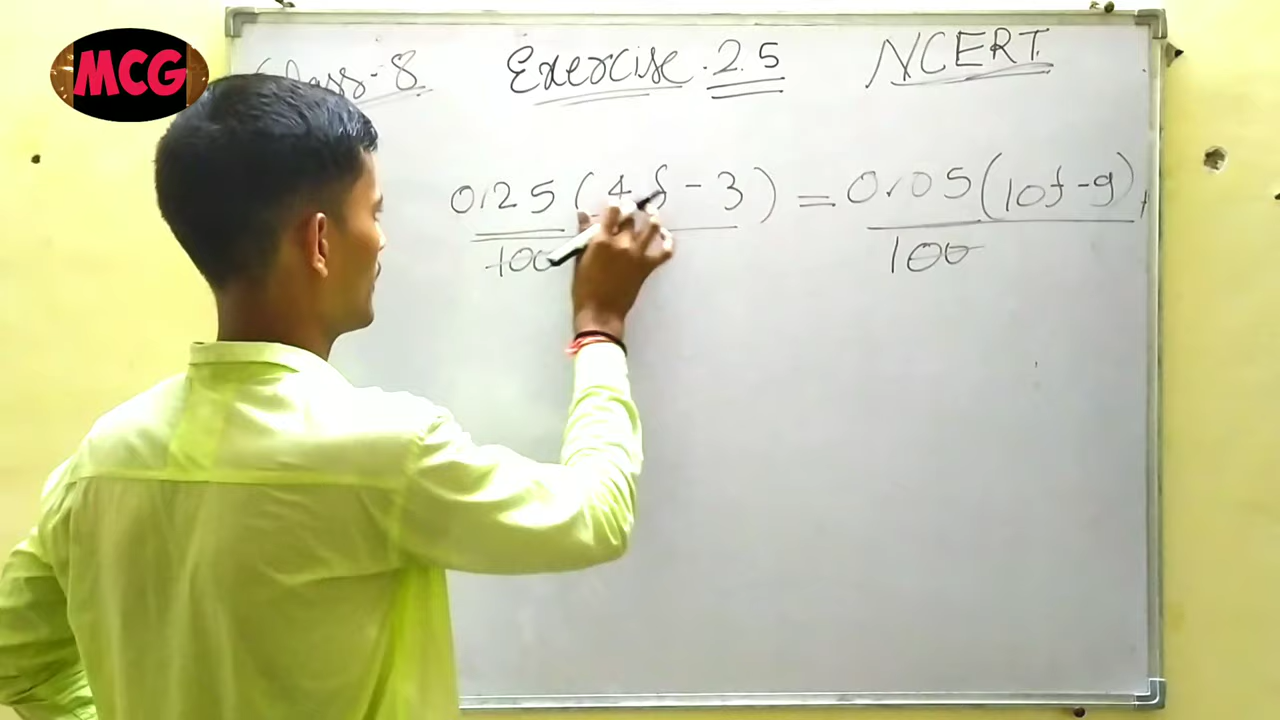 MCG
Class-8 Exercise.2.5 NCERT.
0.25(4f-3) = 0.05(10f-9)
100 100